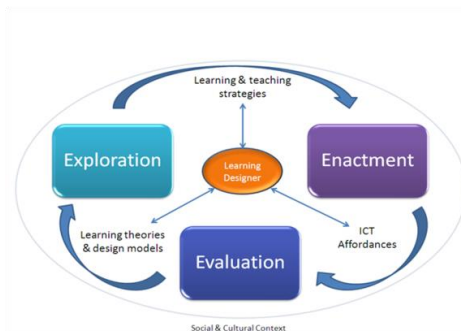 Learning & teaching
strategies
Exploration
Enactment
Learning
Designer
Learning theories
& design models
ICT
Affordances
Evaluation
Social & Cultural Context